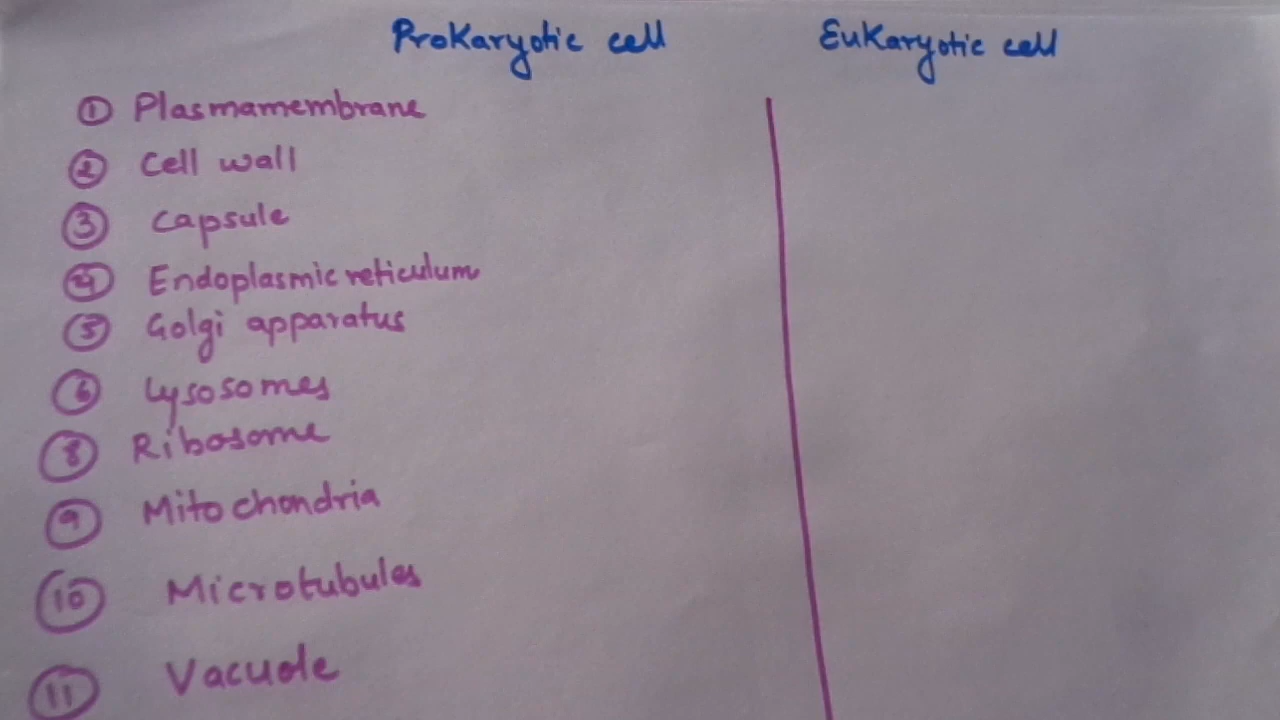 Prokaryotic cell Eukaryotic cell
① Plasmamembrane
② Cell wall
③ Capsule
④ Endoplasmic reticulum
⑤ Golgi apparatus
⑥ Lysosomes
⑧ Ribosome
⑨ Mitochondria
⑩ Microtubules
⑪ Vacuole